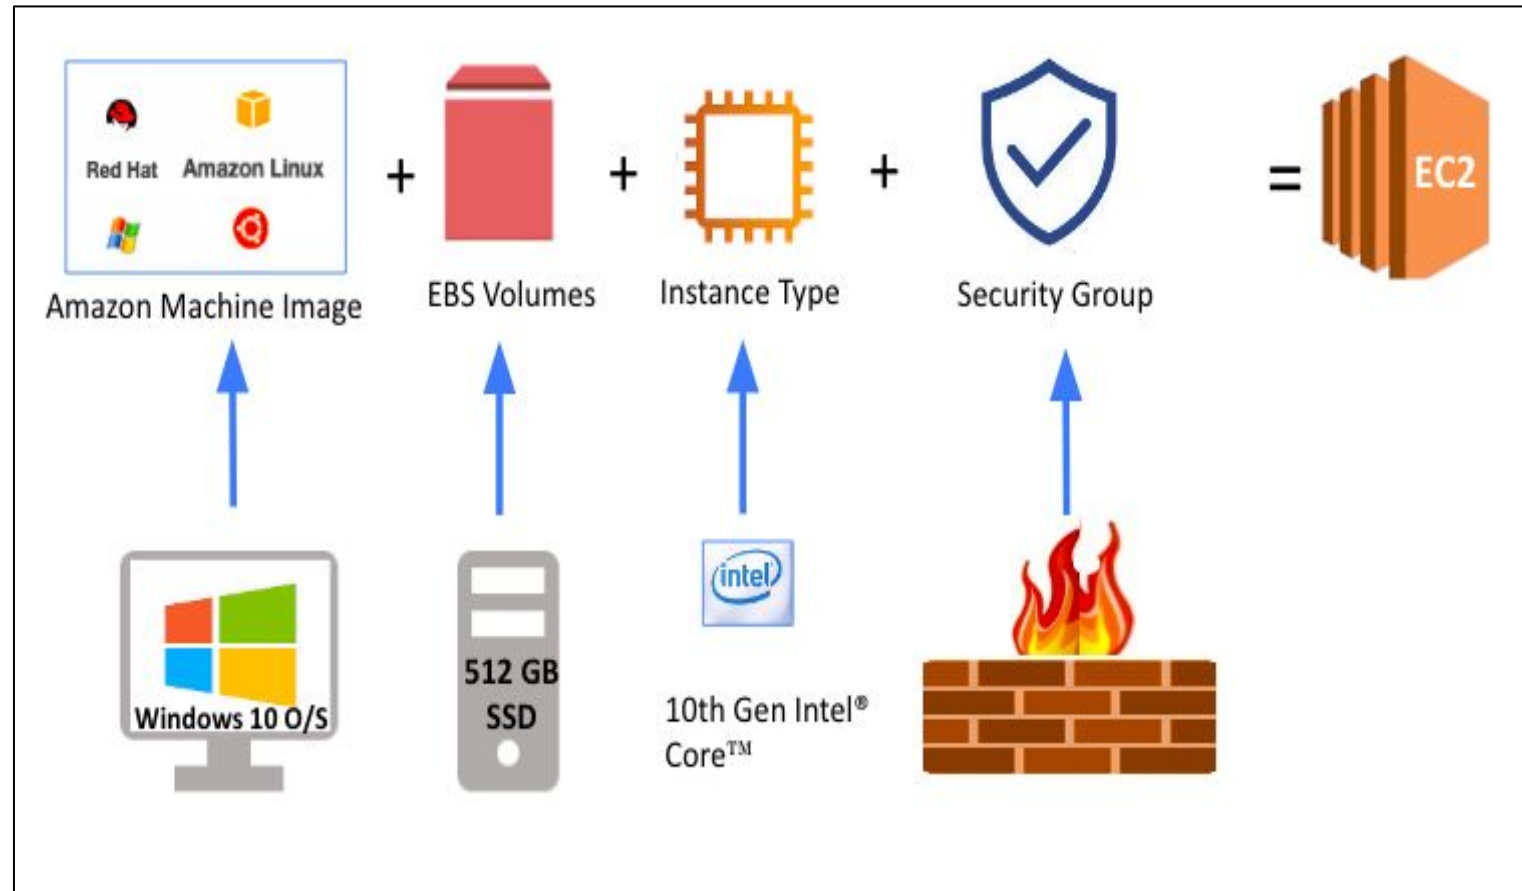 Red Hat
Amazon Linux
Amazon Machine Image
+
EBS Volumes
+
Instance Type
+
Security Group
=
EC2
Windows 10 O/S
512 GB
SSD
intel
10th Gen Intel®
Core™